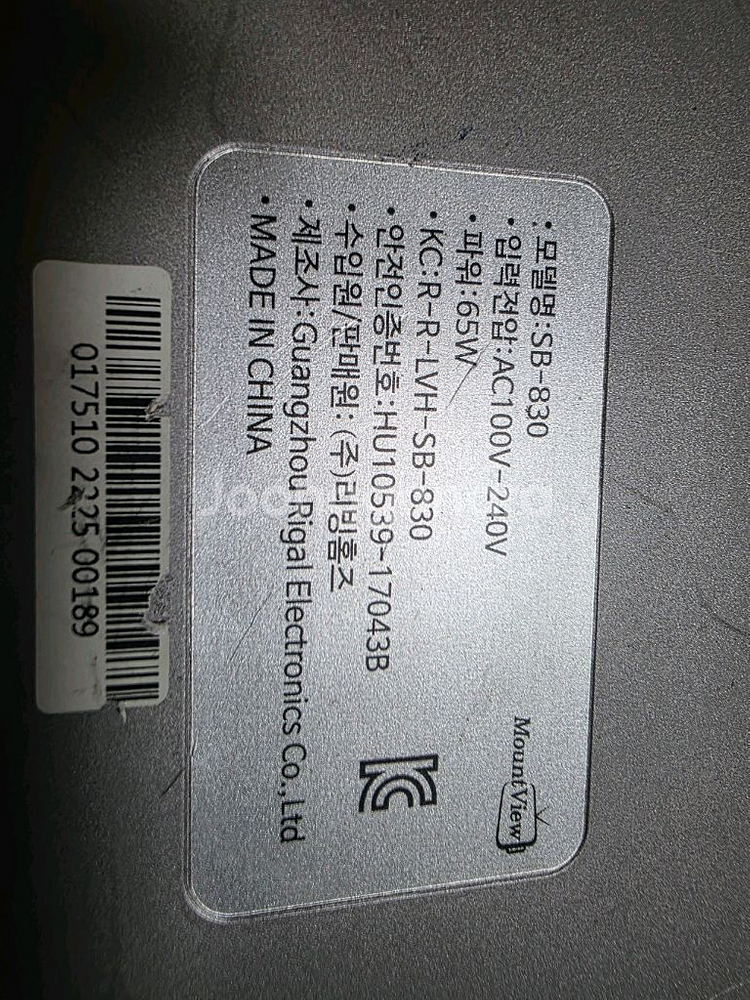 : 모델명:SB-830
• 입력전압:AC100V-240V
• 파워:65W
• KC:R-R-LVH-SB-830
• 안전인증번호:HU10539-17043B
• 수입원/판매원: (주)리빙홈즈
• 제조사:Guangzhou Rigal Electronics Co.,Ltd
• MADE IN CHINA
MountView
017510 2225 00189